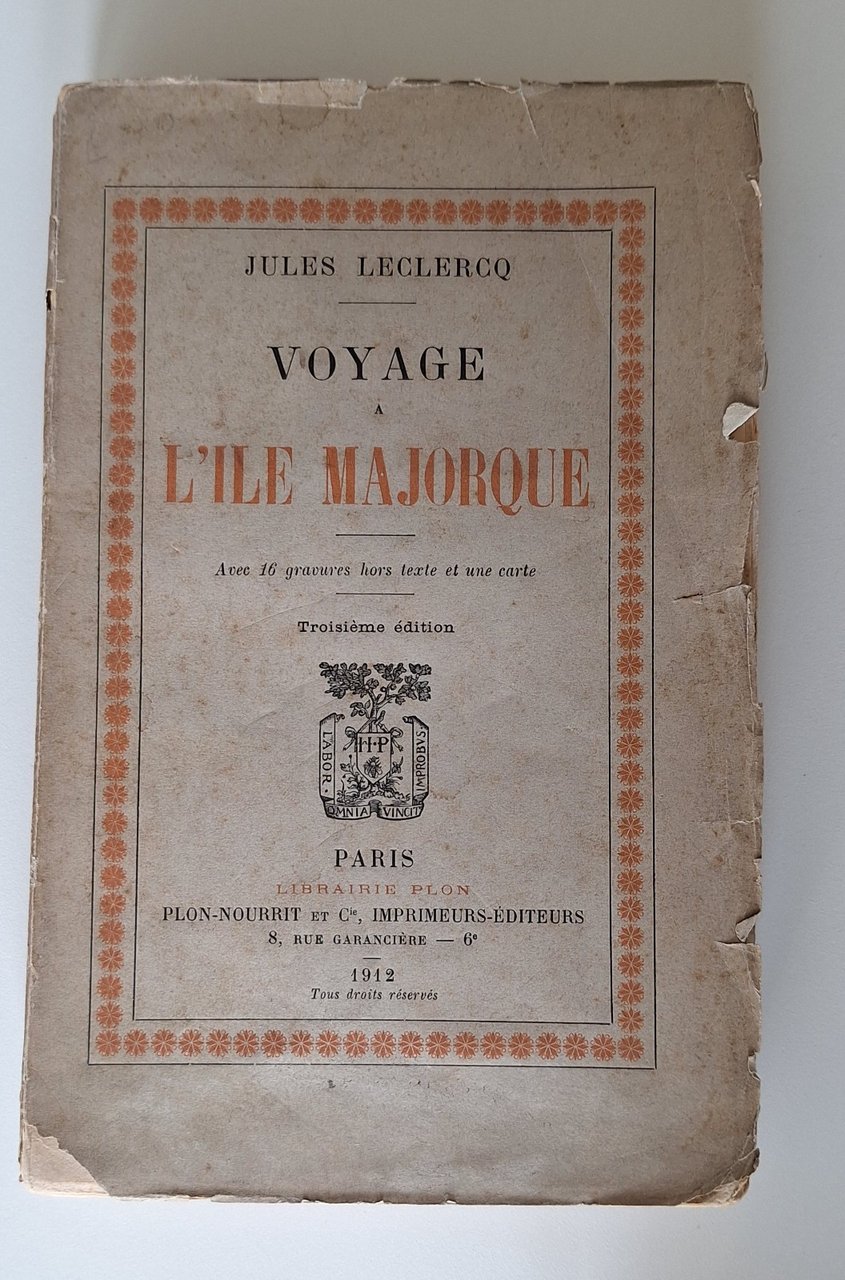 JULES LECLERCQ
VOYAGE
A
L'ILE MAJORQUE
Avec 16 gravures hors texte et une carte
Troisième édition
LABOR
H·P
IMPROBVS
OMNIA VINCIT
PARIS
LIBRAIRIE PLON
PLON-NOURRIT ET Cie, IMPRIMEURS-ÉDITEURS
8, RUE GARANCIÈRE — 6e
1912
Tous droits réservés